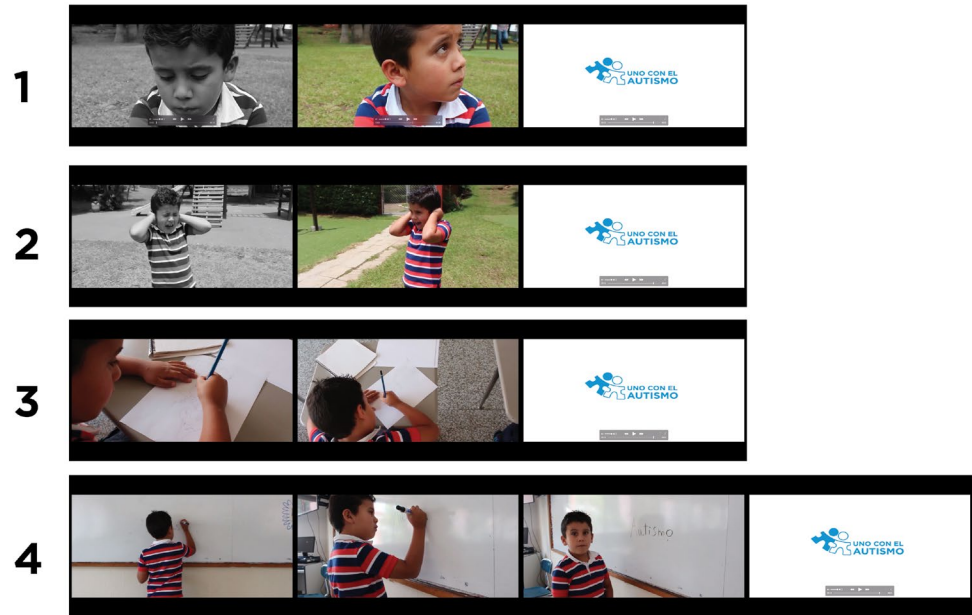 1
UNO CON EL
AUTISMO
2
UNO CON EL
AUTISMO
3
UNO CON EL
AUTISMO
4
autismo
UNO CON EL
AUTISMO